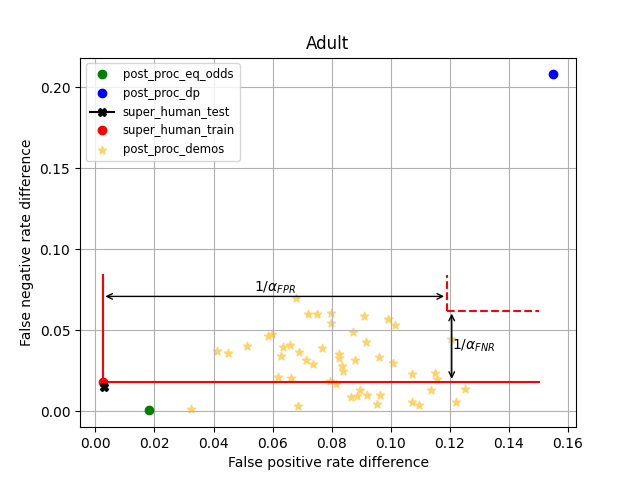 Adult
post_proc_eq_odds
post_proc_dp
super_human_test
super_human_train
post_proc_demos
0.20
0.15
0.10
0.05
0.00
False negative rate difference
1/α_FPR
1/α_FNR
0.00 0.02 0.04 0.06 0.08 0.10 0.12 0.14 0.16
False positive rate difference